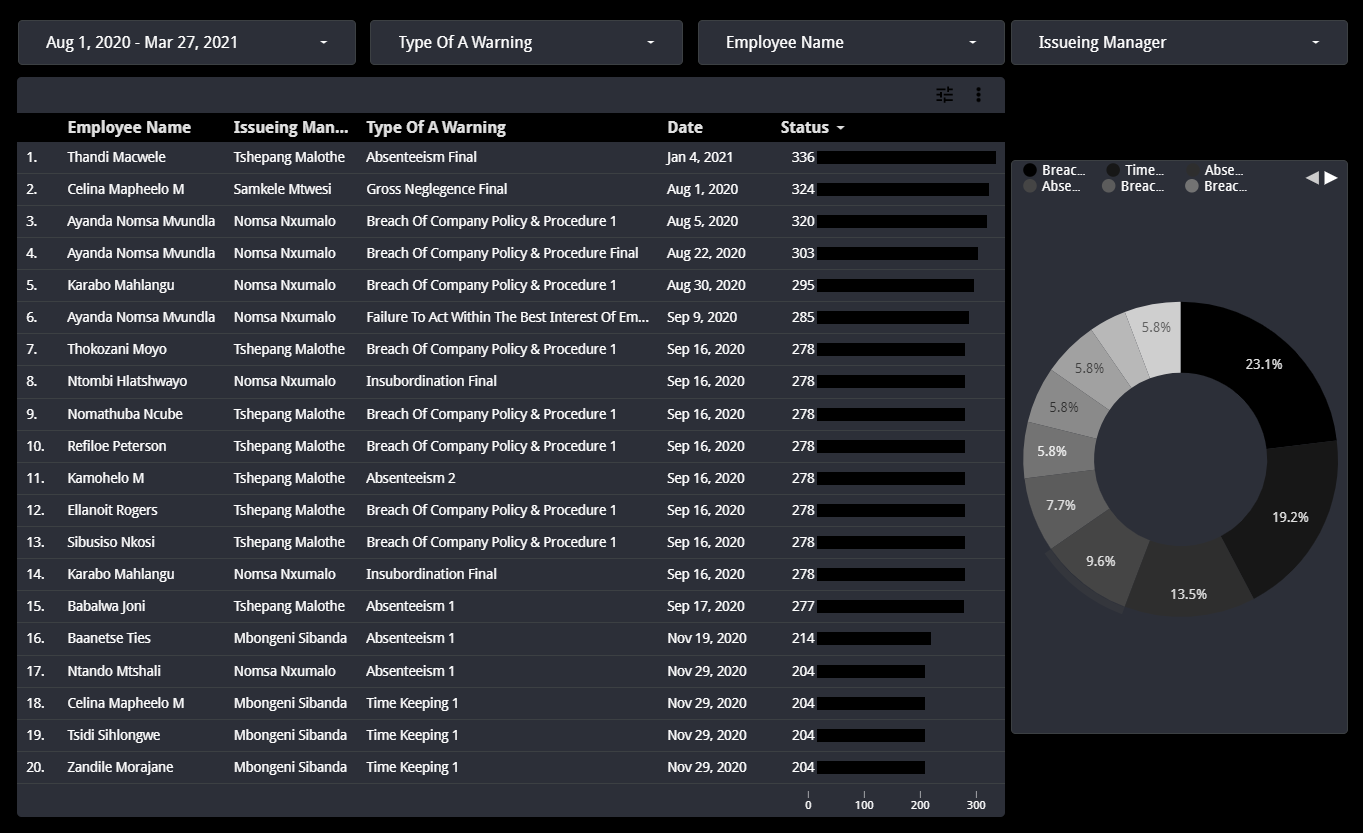 Aug 1, 2020 - Mar 27, 2021 Type Of A Warning Employee Name Issueing Manager
Employee Name Issueing Man... Type Of A Warning Date Status
1. Thandi Macwele Tshepang Malothe Absenteeism Final Jan 4, 2021 336
2. Celina Mapheelo M Samkele Mtwesi Gross Neglegence Final Aug 1, 2020 324
3. Ayanda Nomsa Mvundla Nomsa Nxumalo Breach Of Company Policy & Procedure 1 Aug 5, 2020 320
4. Ayanda Nomsa Mvundla Nomsa Nxumalo Breach Of Company Policy & Procedure Final Aug 22, 2020 303
5. Karabo Mahlangu Nomsa Nxumalo Breach Of Company Policy & Procedure 1 Aug 30, 2020 295
6. Ayanda Nomsa Mvundla Nomsa Nxumalo Failure To Act Within The Best Interest Of Em... Sep 9, 2020 285
7. Thokozani Moyo Tshepang Malothe Breach Of Company Policy & Procedure 1 Sep 16, 2020 278
8. Ntombi Hlatshwayo Nomsa Nxumalo Insubordination Final Sep 16, 2020 278
9. Nomathuba Ncube Tshepang Malothe Breach Of Company Policy & Procedure 1 Sep 16, 2020 278
10. Refiloe Peterson Tshepang Malothe Breach Of Company Policy & Procedure 1 Sep 16, 2020 278
11. Kamohelo M Tshepang Malothe Absenteeism 2 Sep 16, 2020 278
12. Ellanoit Rogers Tshepang Malothe Breach Of Company Policy & Procedure 1 Sep 16, 2020 278
13. Sibusiso Nkosi Tshepang Malothe Breach Of Company Policy & Procedure 1 Sep 16, 2020 278
14. Karabo Mahlangu Nomsa Nxumalo Insubordination Final Sep 16, 2020 278
15. Babalwa Joni Tshepang Malothe Absenteeism 1 Sep 17, 2020 277
16. Baanetse Ties Mbongeni Sibanda Absenteeism 1 Nov 19, 2020 214
17. Ntando Mtshali Nomsa Nxumalo Absenteeism 1 Nov 29, 2020 204
18. Celina Mapheelo M Mbongeni Sibanda Time Keeping 1 Nov 29, 2020 204
19. Tsidi Sihlongwe Mbongeni Sibanda Time Keeping 1 Nov 29, 2020 204
20. Zandile Morajane Mbongeni Sibanda Time Keeping 1 Nov 29, 2020 204
0 100 200 300
Breac... Time... Abse...
Abse... Breac... Breac...
5.8%
23.1%
5.8%
5.8%
5.8%
7.7%
19.2%
9.6%
13.5%